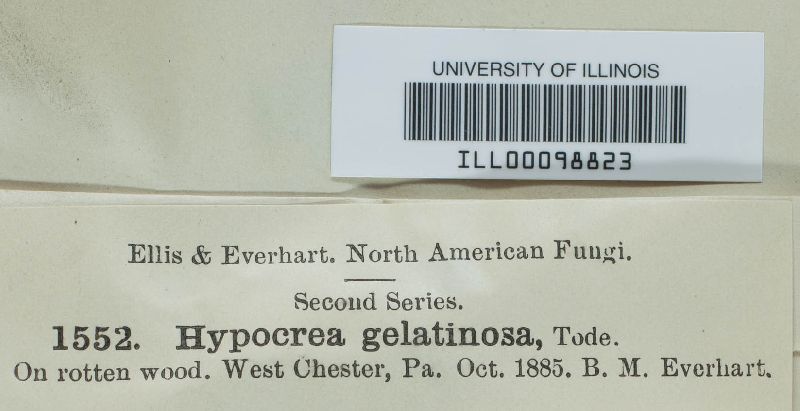 UNIVERSITY OF ILLINOIS
ILL00098823
Ellis & Everhart. North American Fungi.
Second Series.
1552. Hypocrea gelatinosa, Tode.
On rotten wood. West Chester, Pa. Oct. 1885. B. M. Everhart.